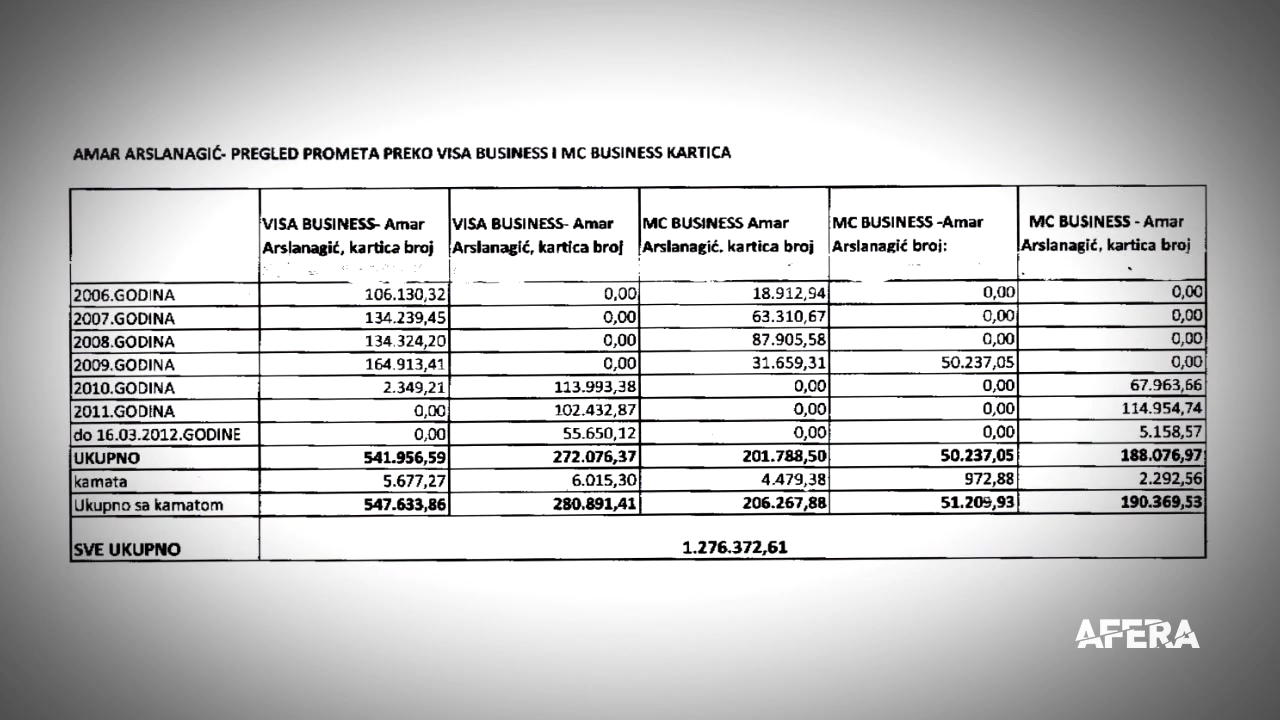 AMAR ARSLANAGIĆ- PREGLED PROMETA PREKO VISA BUSINESS I MC BUSINESS KARTICA
VISA BUSINESS- Amar Arslanagić, kartica broj VISA BUSINESS- Amar Arslanagić, kartica broj MC BUSINESS Amar Arslanagić. kartica broj MC BUSINESS -Amar Arslanagić broj: MC BUSINESS - Amar Arslanagić, kartica broj
2006.GODINA 106.130,32 0,00 18.912,94 0,00 0,00
2007.GODINA 134.239,45 0,00 63.310,67 0,00 0,00
2008.GODINA 134.324,20 0,00 87.905,58 0,00 0,00
2009.GODINA 164.913,41 0,00 31.659,31 50.237,05 0,00
2010.GODINA 2.349,21 113.993,38 0,00 0,00 67.963,66
2011.GODINA 0,00 102.432,87 0,00 0,00 114.954,74
do 16.03.2012.GODINE 0,00 55.650,12 0,00 0,00 5.158,57
UKUPNO 541.956,59 272.076,37 201.788,50 50.237,05 188.076,97
kamata 5.677,27 6.015,30 4.479,38 972,88 2.292,56
Ukupno sa kamatom 547.633,86 280.891,41 206.267,88 51.209,93 190.369,53
SVE UKUPNO 1.276.372,61
AFERA